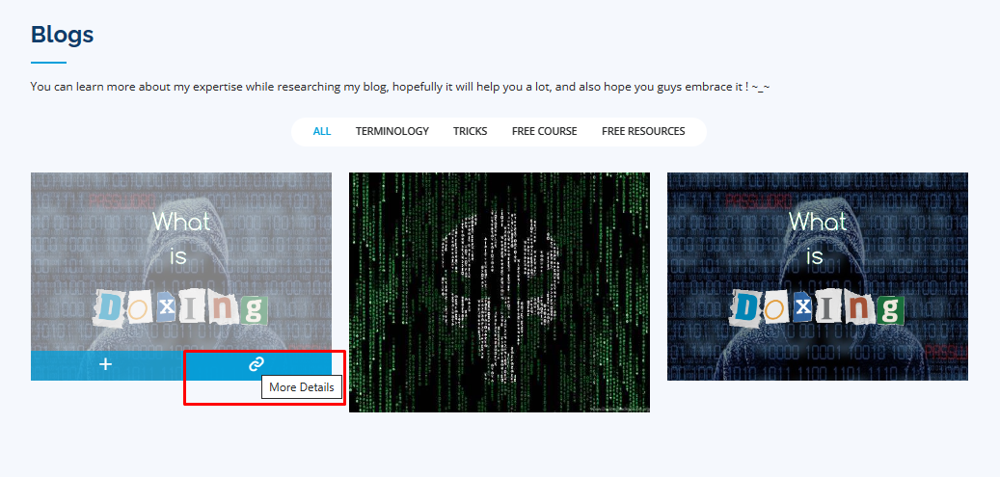 Blogs
You can learn more about my expertise while researching my blog, hopefully it will help you a lot, and also hope you guys embrace it ! ~_~
ALL TERMINOLOGY TRICKS FREE COURSE FREE RESOURCES
PASSWORD
What
is
DOXING
+
More Details
PASSWORD
What
is
DOXING